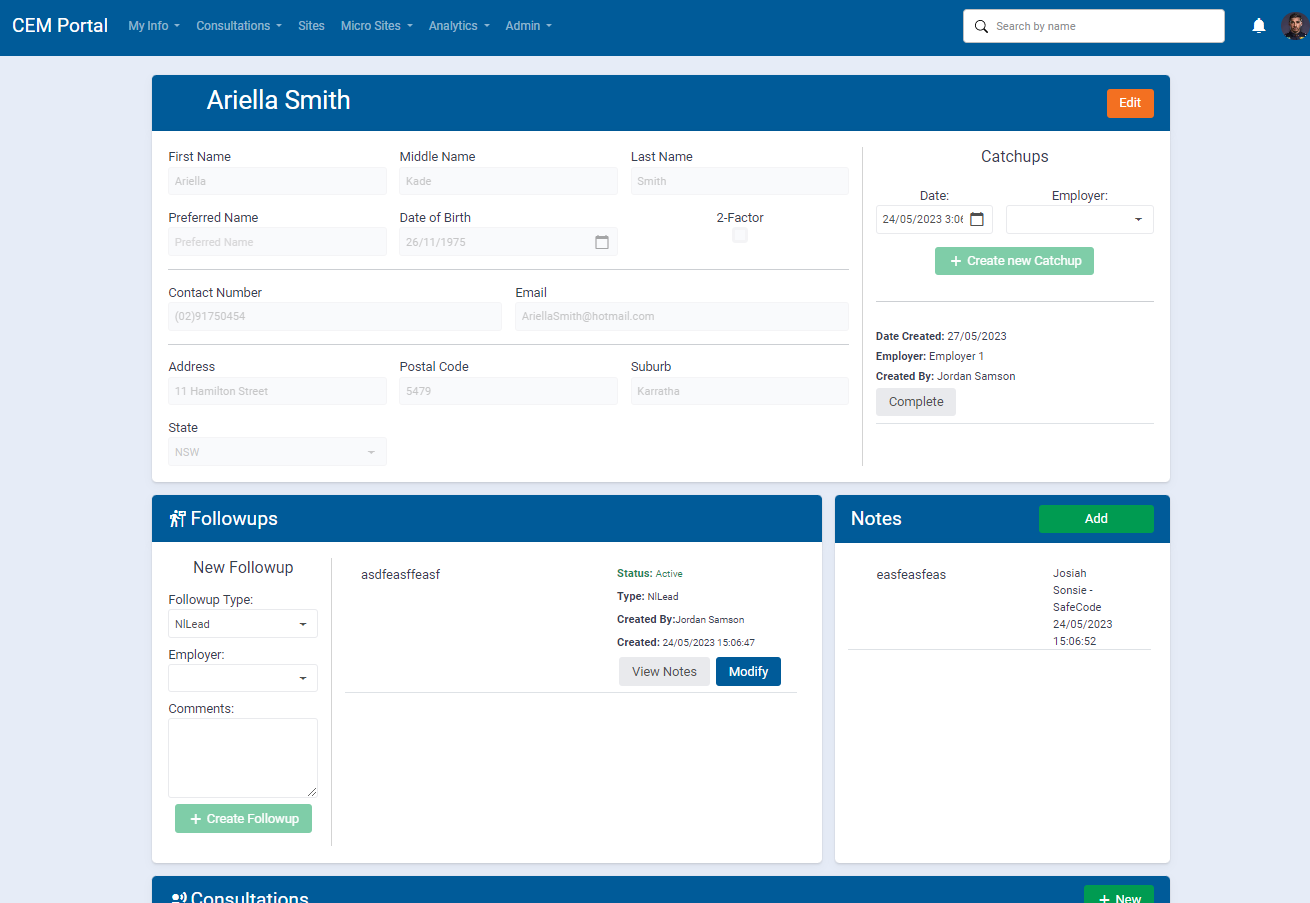 CEM Portal My Info Consultations Sites Micro Sites Analytics Admin Search by name
Ariella Smith Edit
First Name Middle Name Last Name
Ariella Kade Smith
Preferred Name Date of Birth 2-Factor
Preferred Name 26/11/1975
Contact Number Email
(02)91750454 AriellaSmith@hotmail.com
Address Postal Code Suburb
11 Hamilton Street 5479 Karratha
State
NSW
Catchups
Date: Employer:
24/05/2023 3:06
+ Create new Catchup
Date Created: 27/05/2023
Employer: Employer 1
Created By: Jordan Samson
Complete
Followups
New Followup
Followup Type:
NlLead
Employer:
Comments:
+ Create Followup
asdfeasffeasf
Status: Active
Type: NlLead
Created By:Jordan Samson
Created: 24/05/2023 15:06:47
View Notes Modify
Notes Add
easfeasfeas
Josiah
Sonsie -
SafeCode
24/05/2023
15:06:52
Consultations + New